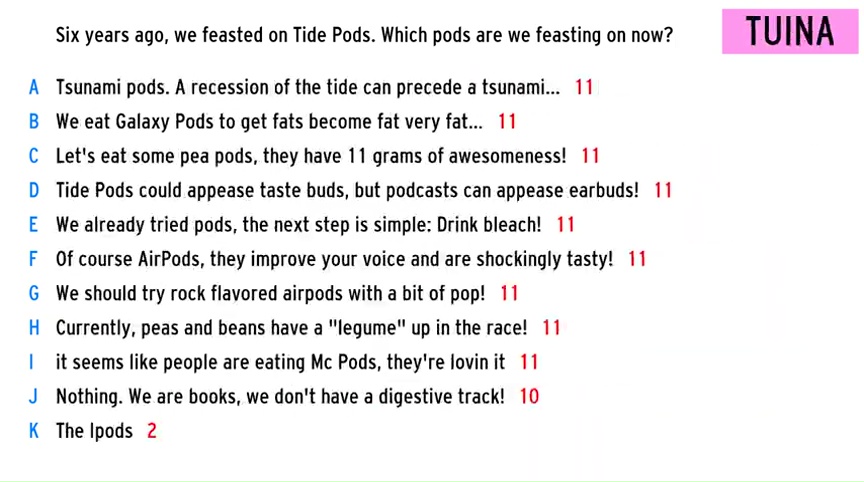 Six years ago, we feasted on Tide Pods. Which pods are we feasting on now?
TUINA
A Tsunami pods. A recession of the tide can precede a tsunami... 11
B We eat Galaxy Pods to get fats become fat very fat... 11
C Let's eat some pea pods, they have 11 grams of awesomeness! 11
D Tide Pods could appease taste buds, but podcasts can appease earbuds! 11
E We already tried pods, the next step is simple: Drink bleach! 11
F Of course AirPods, they improve your voice and are shockingly tasty! 11
G We should try rock flavored airpods with a bit of pop! 11
H Currently, peas and beans have a "legume" up in the race! 11
I it seems like people are eating Mc Pods, they're lovin it 11
J Nothing. We are books, we don't have a digestive track! 10
K The Ipods 2